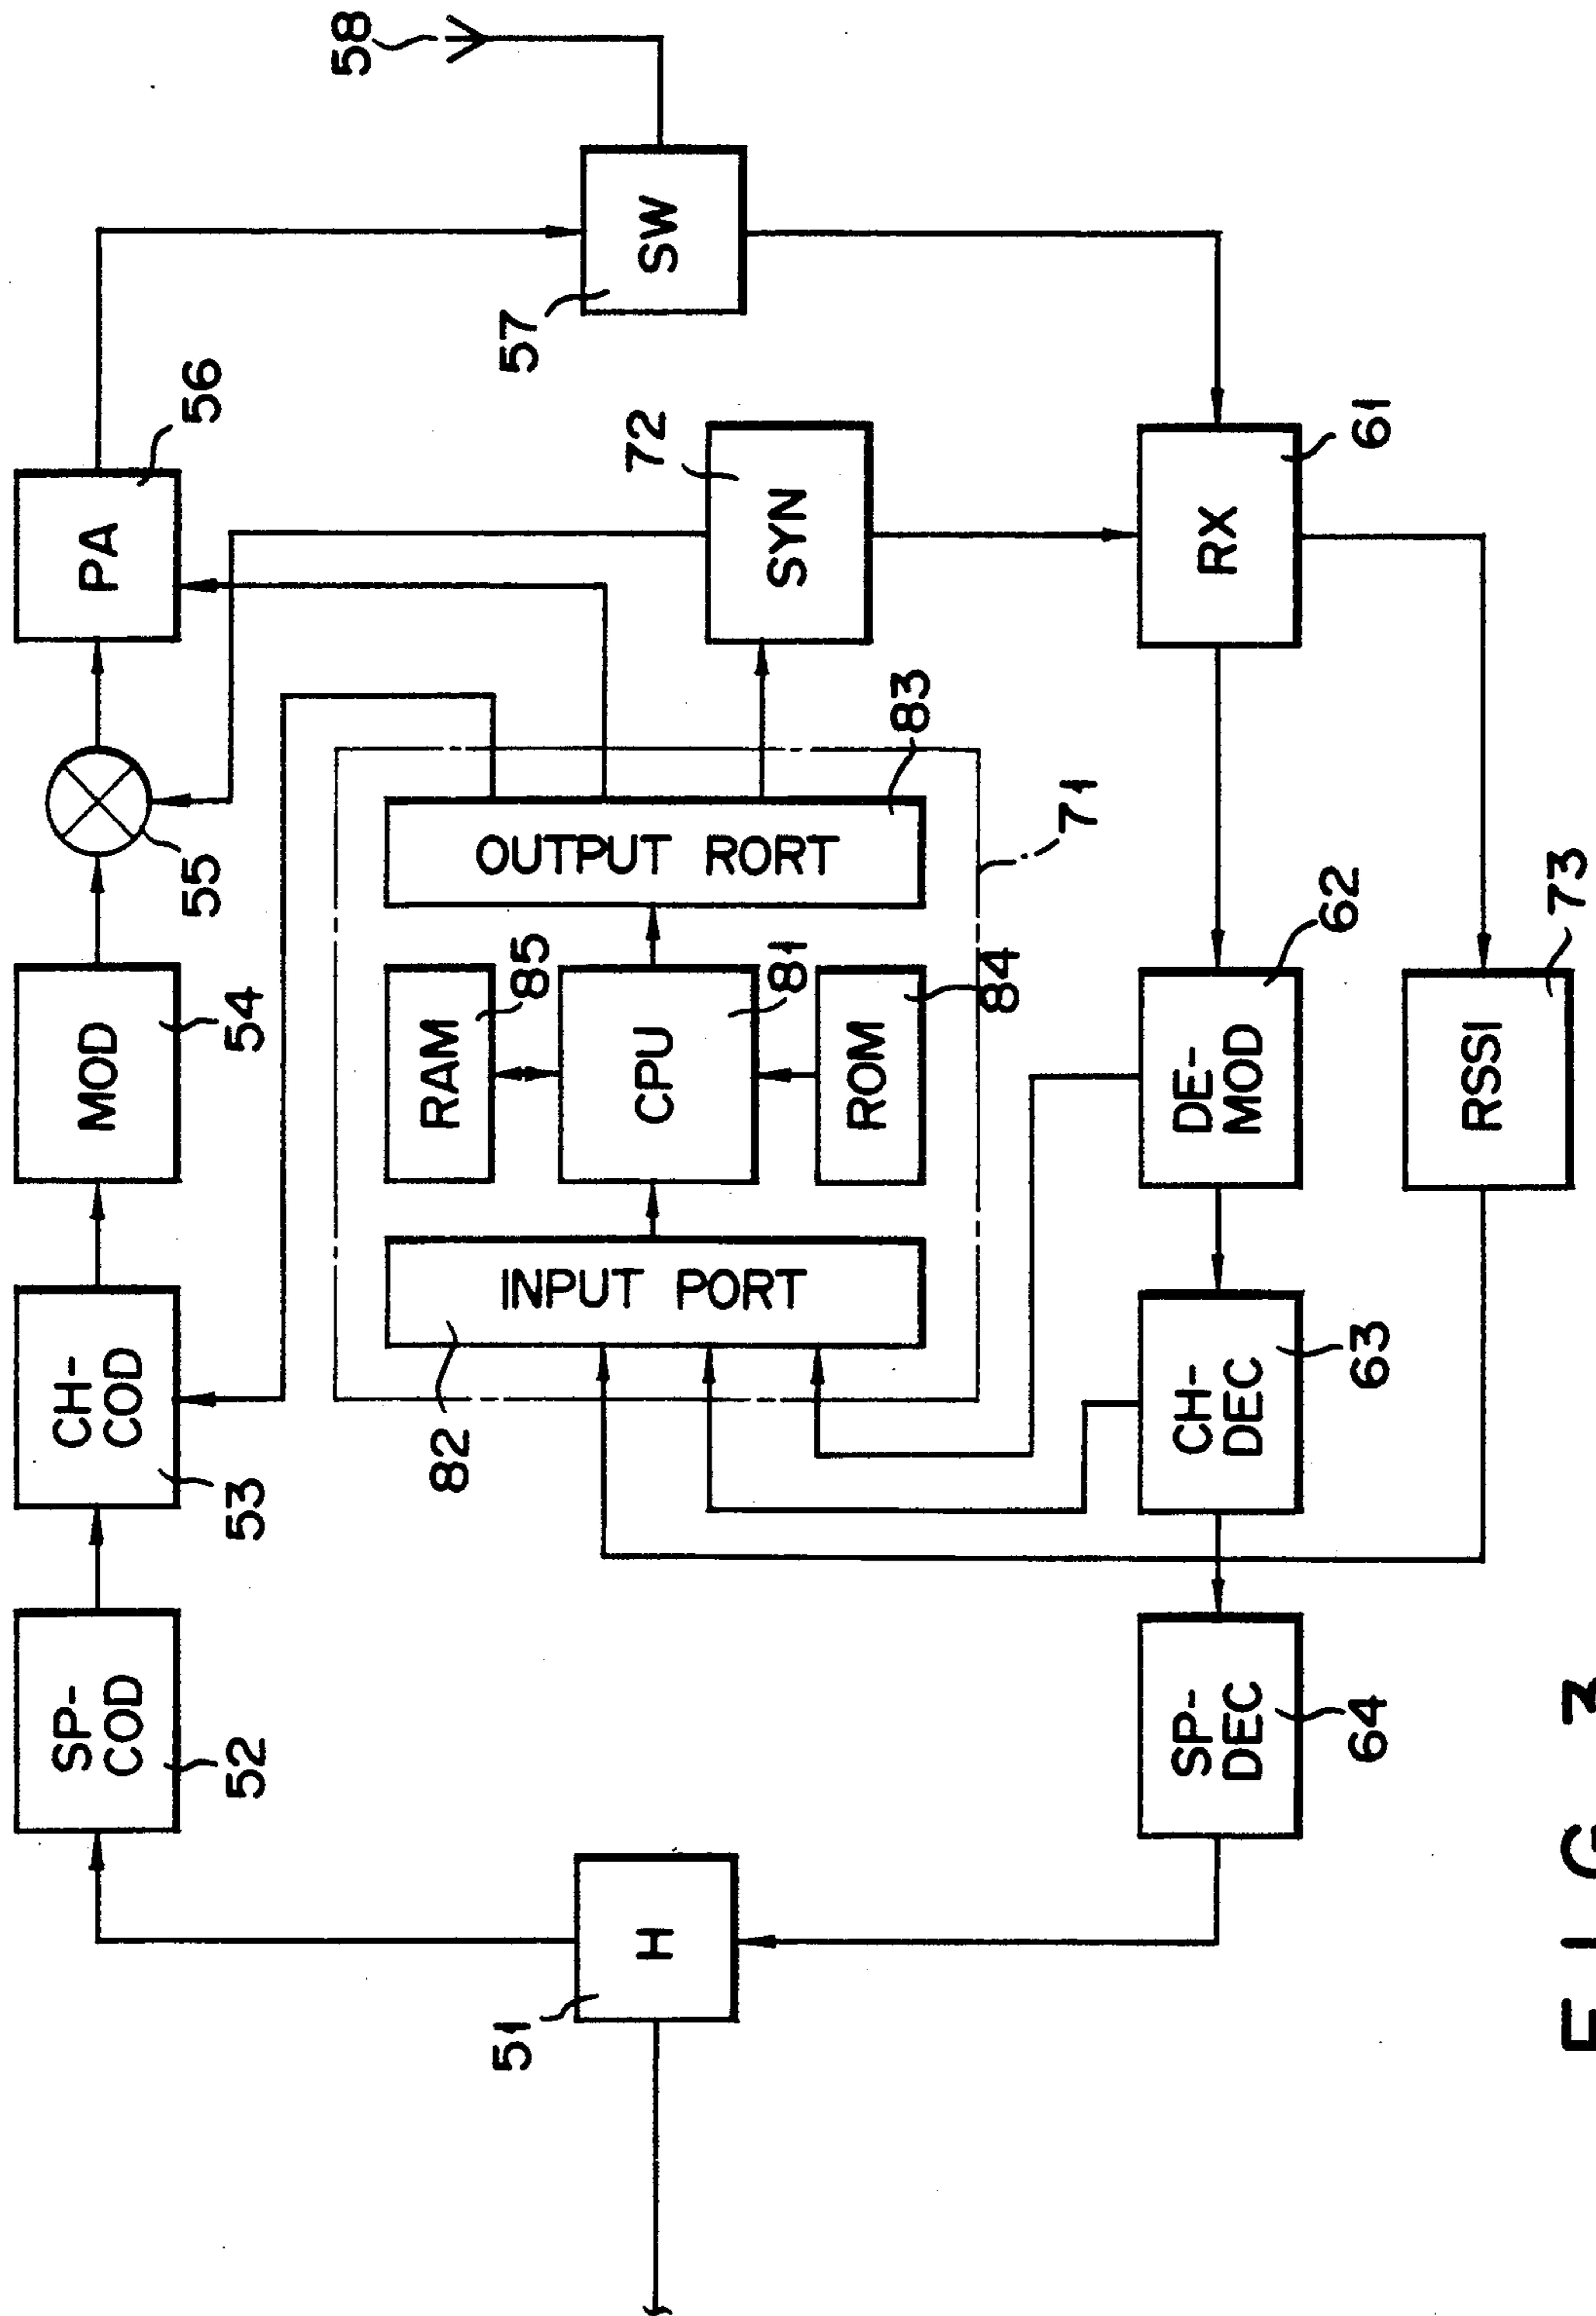 SP-
COD
52
CH-
COD
53
MOD
54
55
PA
56
58
SW
57
SYN
72
71
INPUT PORT
82
RAM
85
CPU
81
ROM
84
OUTPUT RORT
83
H
51
SP-
DEC
64
CH-
DEC
63
DE-
MOD
62
RX
61
RSSI
73
FIG. 3